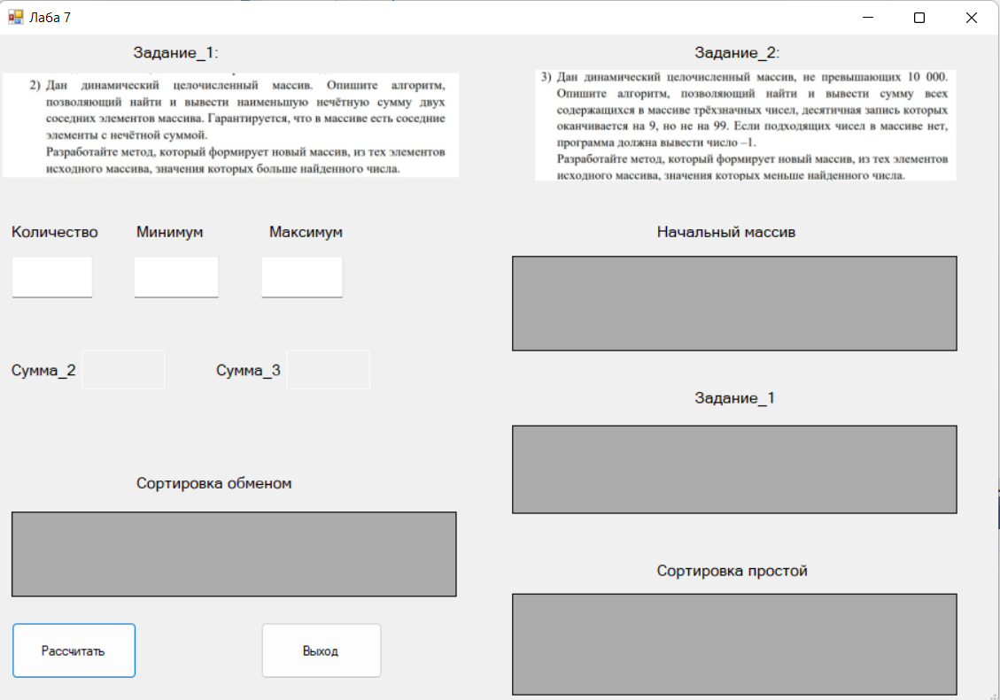 Лаба 7
Задание_1:
2) Дан динамический целочисленный массив. Опишите алгоритм,
позволяющий найти и вывести наименьшую нечётную сумму двух
соседних элементов массива. Гарантируется, что в массиве есть соседние
элементы с нечётной суммой.
Разработайте метод, который формирует новый массив, из тех элементов
исходного массива, значения которых больше найденного числа.
Задание_2:
3) Дан динамический целочисленный массив, не превышающих 10 000.
Опишите алгоритм, позволяющий найти и вывести сумму всех
содержащихся в массиве трёхзначных чисел, десятичная запись которых
оканчивается на 9, но не на 99. Если подходящих чисел в массиве нет,
программа должна вывести число –1.
Разработайте метод, который формирует новый массив, из тех элементов
исходного массива, значения которых меньше найденного числа.
Количество
Минимум
Максимум
Начальный массив
Сумма_2
Сумма_3
Задание_1
Сортировка обменом
Сортировка простой
Рассчитать
Выход